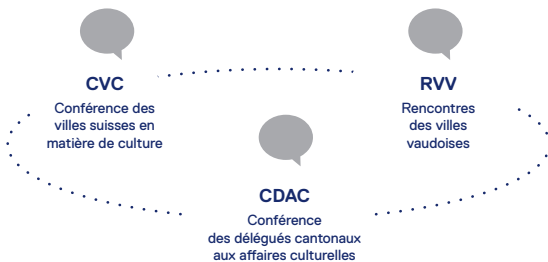 CVC
Conférence des
villes suisses en
matière de culture
RVV
Rencontres
des villes
vaudoises
CDAC
Conférence
des délégués cantonaux
aux affaires culturelles